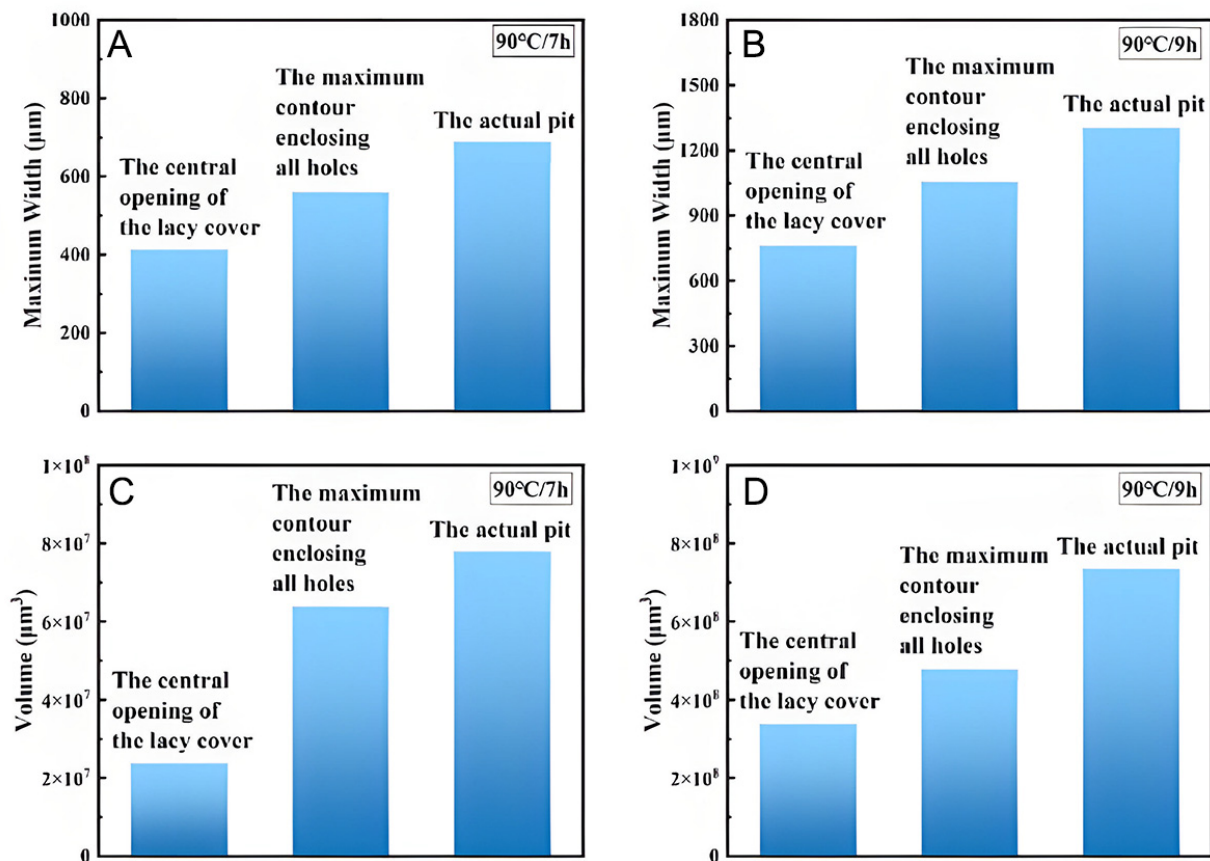 A
90°C/7h
1000
800
600
400
200
0
Maxinum Width (μm)
The central
opening of
the lacy cover
The maximum
contour
enclosing
all holes
The actual pit
B
90°C/9h
1800
1500
1200
900
600
300
0
Maxinum Width (μm)
The central
opening of
the lacy cover
The maximum
contour
enclosing
all holes
The actual pit
C
90°C/7h
1×10⁸
8×10⁷
6×10⁷
4×10⁷
2×10⁷
0
Volume (μm³)
The central
opening of
the lacy cover
The maximum
contour
enclosing
all holes
The actual pit
D
90°C/9h
1×10⁹
8×10⁸
6×10⁸
4×10⁸
2×10⁸
0
Volume (μm³)
The central
opening of
the lacy cover
The maximum
contour
enclosing
all holes
The actual pit